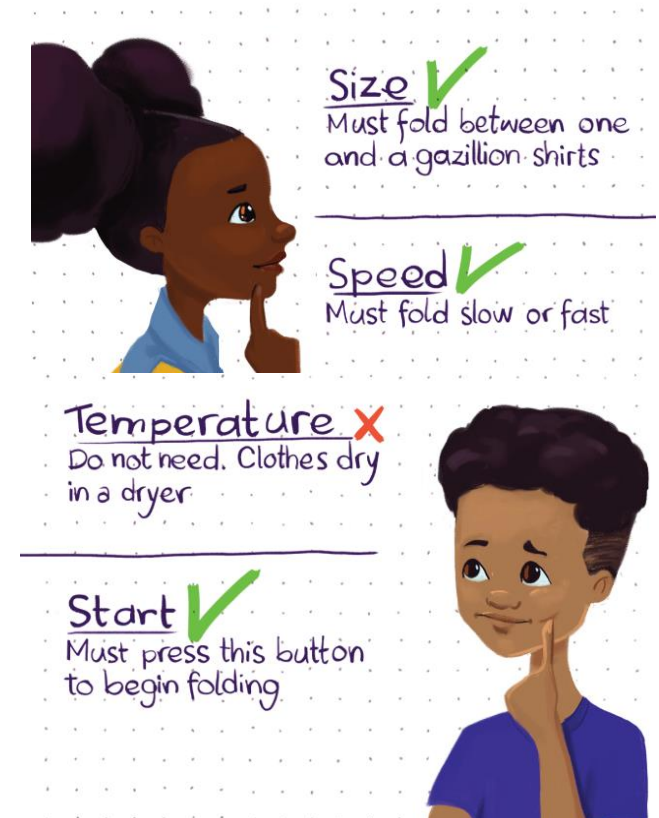 Size
Must fold between one
and a gazillion shirts
Speed
Must fold slow or fast
Temperature
Do not need. Clothes dry
in a dryer
Start
Must press this button
to begin folding